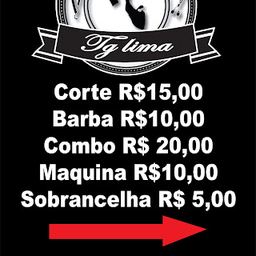 Tg lima
Corte R$15,00
Barba R$10,00
Combo R$ 20,00
Maquina R$10,00
Sobrancelha R$ 5,00